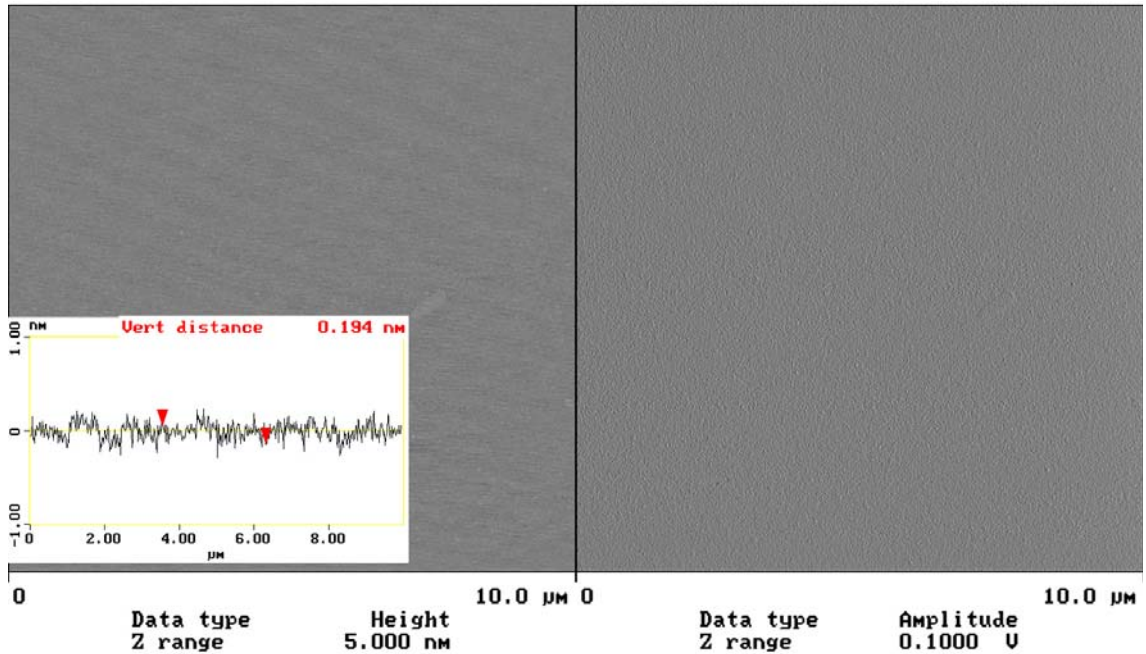 nm Vert distance 0.194 nm
1.00
0
-1.00
0 2.00 4.00 6.00 8.00
μm
0 10.0 μm 0 10.0 μm
Data type Height Data type Amplitude
Z range 5.000 nm Z range 0.1000 V